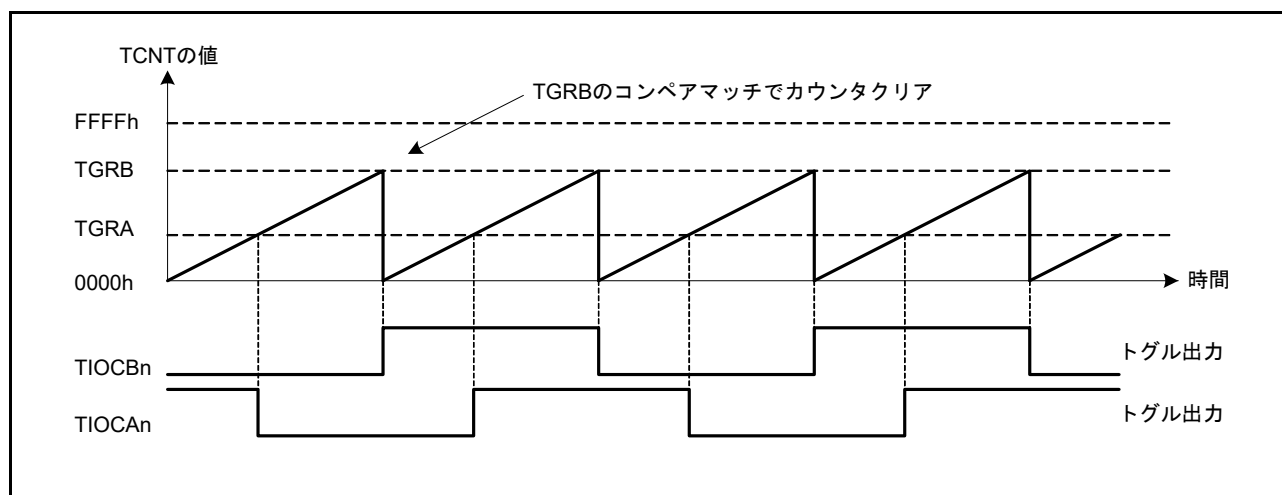 TCNTの値
TGRBのコンペアマッチでカウンタクリア
FFFFh
TGRB
TGRA
0000h
時間
TIOCBn
トグル出力
TIOCAn
トグル出力